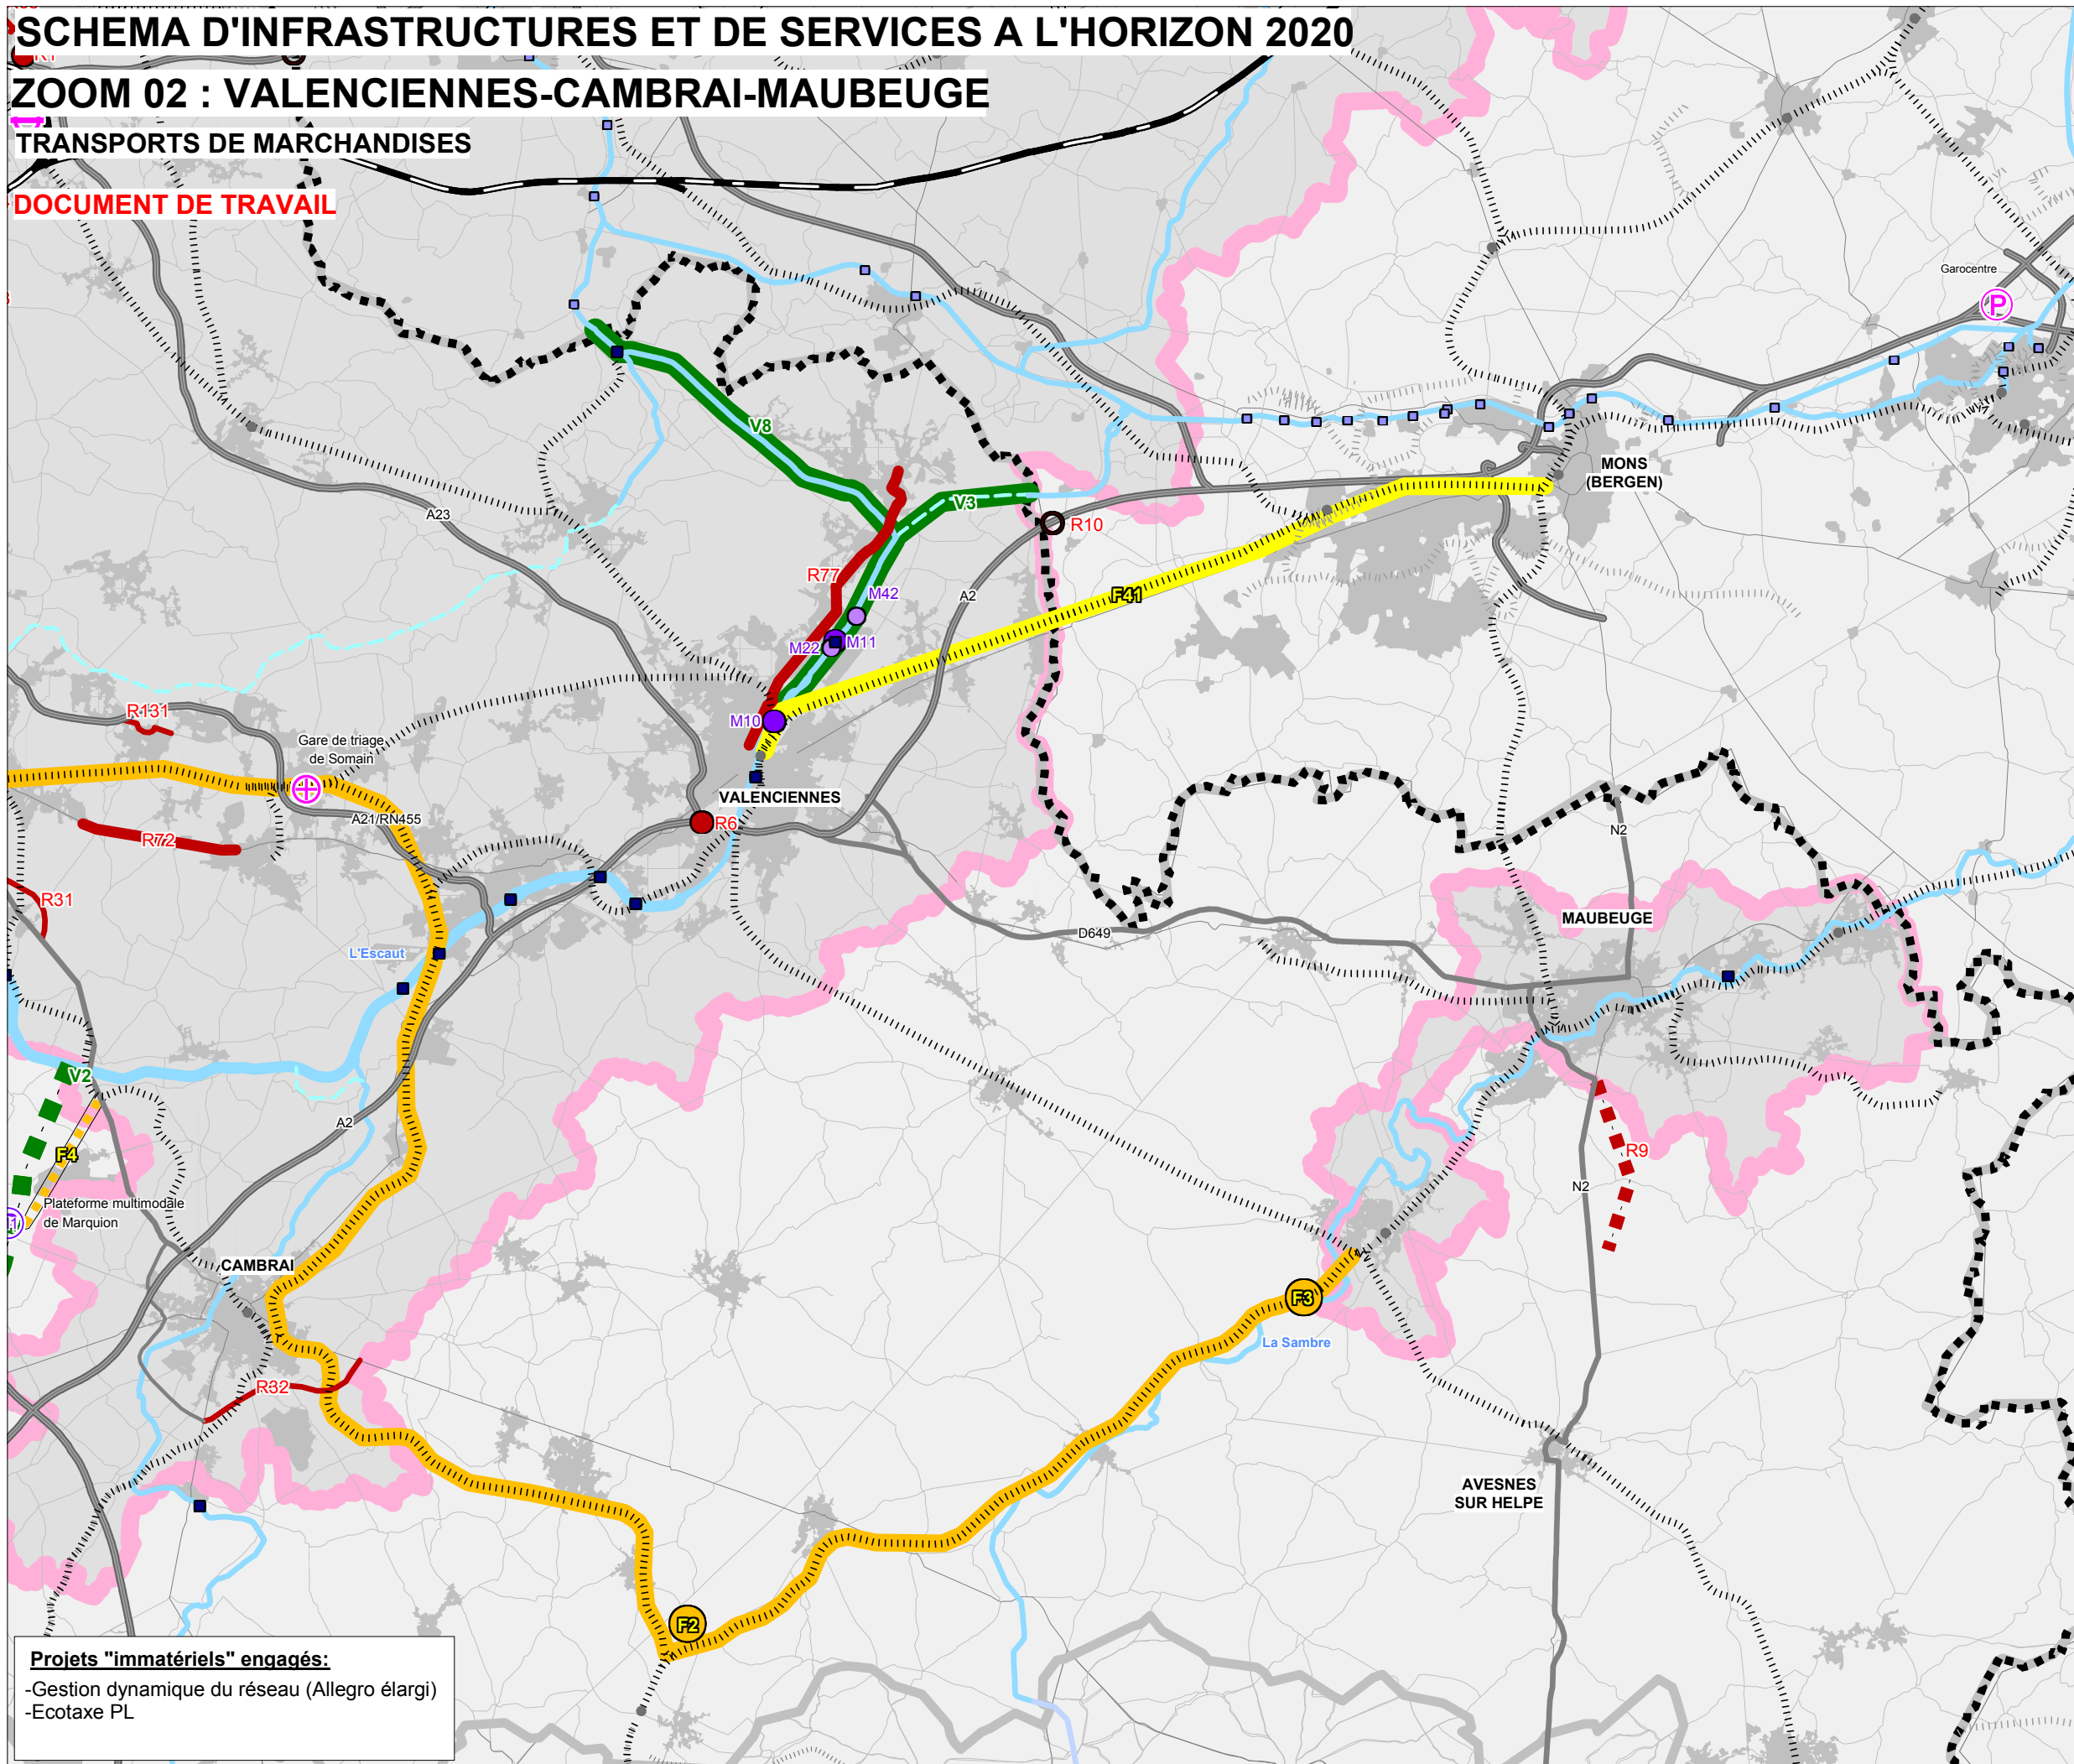 SCHEMA D'INFRASTRUCTURES ET DE SERVICES A L'HORIZON 2020
ZOOM 02 : VALENCIENNES-CAMBRAI-MAUBEUGE
TRANSPORTS DE MARCHANDISES
DOCUMENT DE TRAVAIL
Garocentre
P
V8
MONS
(BERGEN)
V3
A23
R10
R77
M42
A2
F41
M22
M11
R131
M10
Gare de triage
de Somain
VALENCIENNES
A21/RN455
R6
R72
N2
R31
MAUBEUGE
D649
L'Escaut
V2
A2
F4
R9
N2
Plateforme multimodale
de Marquion
CAMBRAI
F3
La Sambre
R32
AVESNES
SUR HELPE
F2
Projets "immatériels" engagés:
-Gestion dynamique du réseau (Allegro élargi)
-Ecotaxe PL